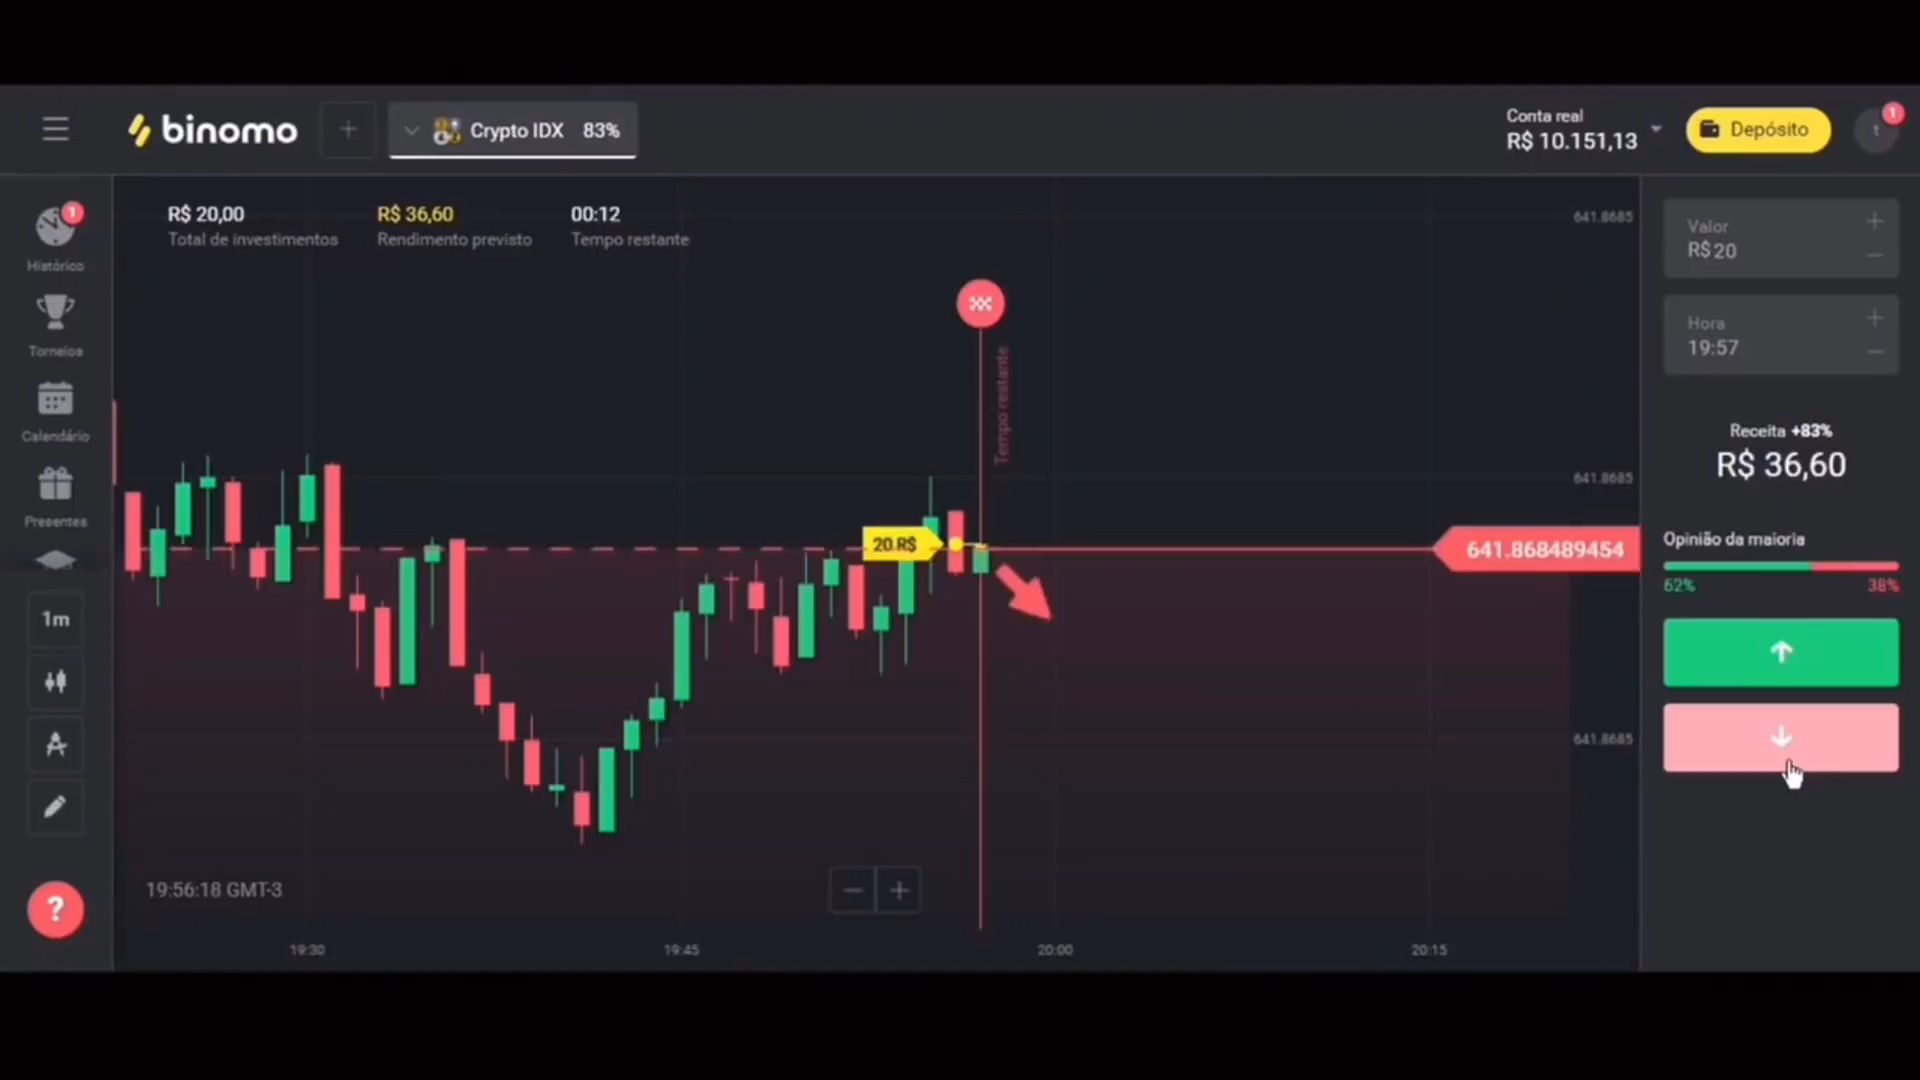 binomo
+
Crypto IDX 83%
Conta real
R$ 10.151,13
Depósito
t
1
1
Histórico
Torneios
Calendário
Presentes
1m
?
R$ 20,00
Total de investimentos
R$ 36,60
Rendimento previsto
00:12
Tempo restante
Tempo restante
20 R$
641.8685
641.8685
641.868489454
641.8685
19:56:18 GMT-3
− +
19:30
19:45
20:00
20:15
Valor
R$20
+
−
Hora
19:57
+
−
Receita +83%
R$ 36,60
Opinião da maioria
62% 38%